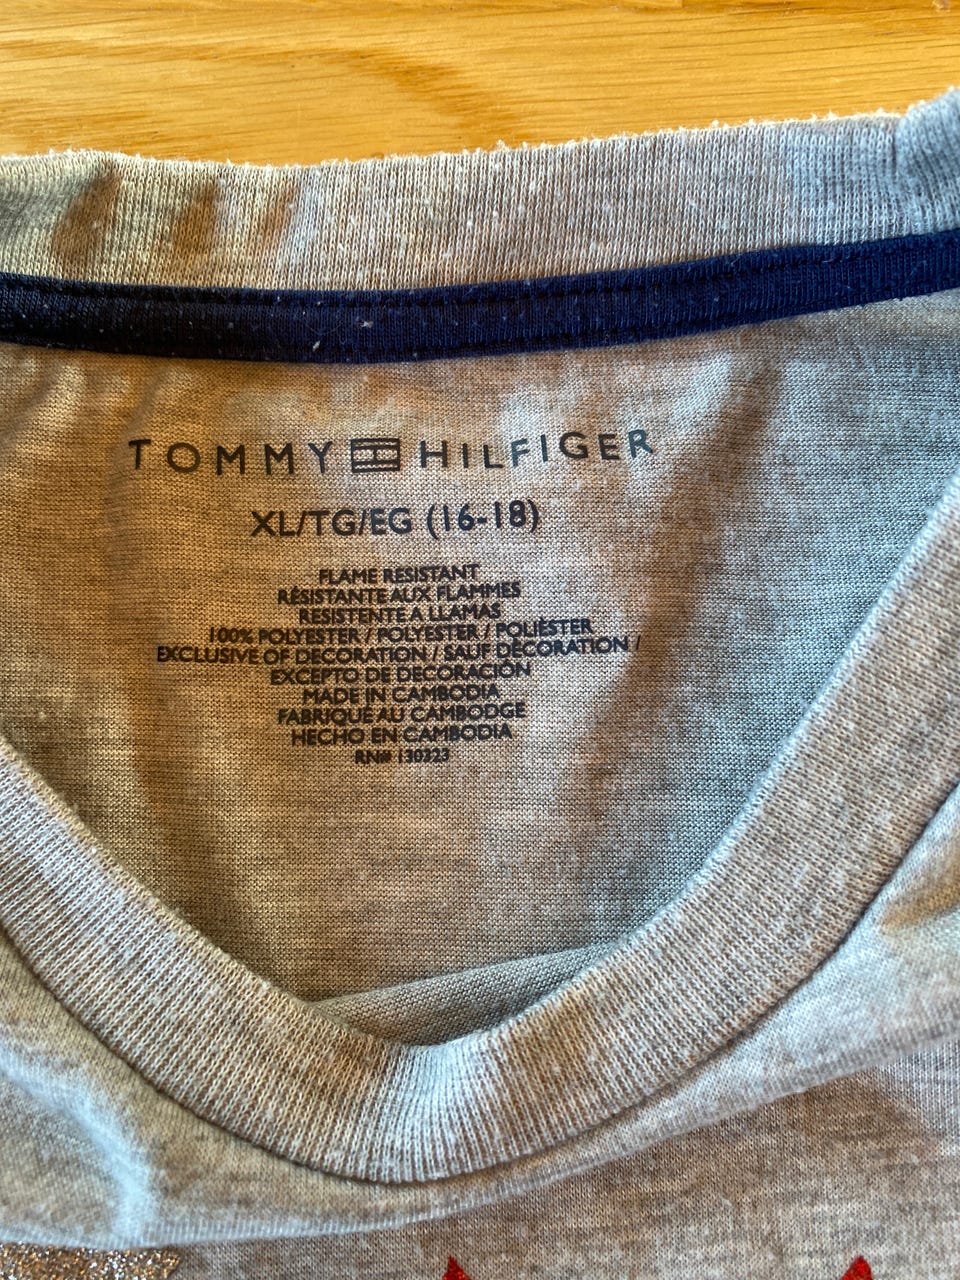 TOMMY HILFIGER
XL/TG/EG (16-18)
FLAME RESISTANT
RÉSISTANTE AUX FLAMMES
RESISTENTE A LLAMAS
100% POLYESTER / POLYESTER / POLIÉSTER
EXCLUSIVE OF DECORATION / SAUF DÉCORATION /
EXCEPTO DE DECORACIÓN
MADE IN CAMBODIA
FABRIQUÉ AU CAMBODGE
HECHO EN CAMBODIA
RN# 130323